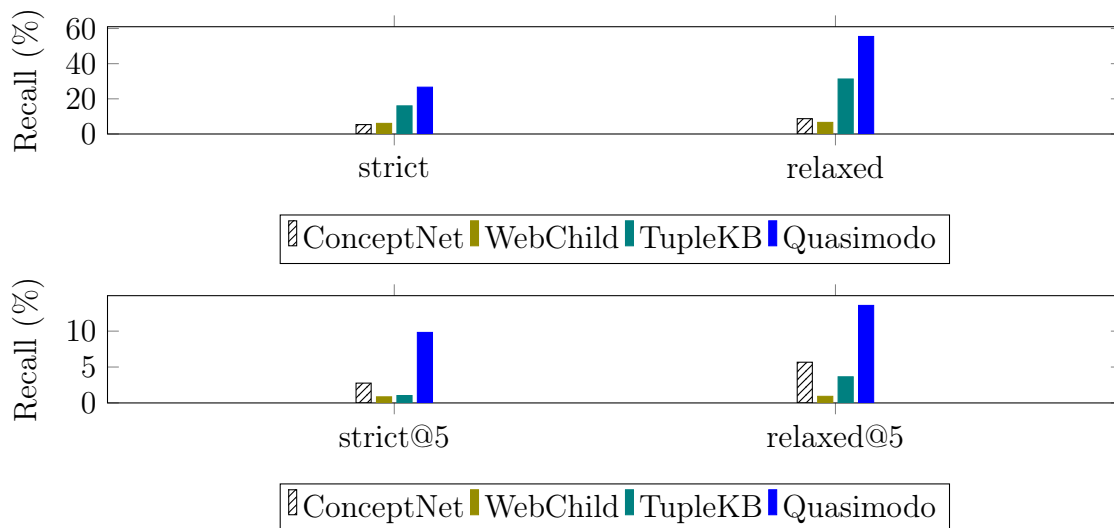 Recall (%)
60
40
20
0
strict relaxed
ConceptNet WebChild TupleKB Quasimodo
Recall (%)
10
5
0
strict@5 relaxed@5
ConceptNet WebChild TupleKB Quasimodo